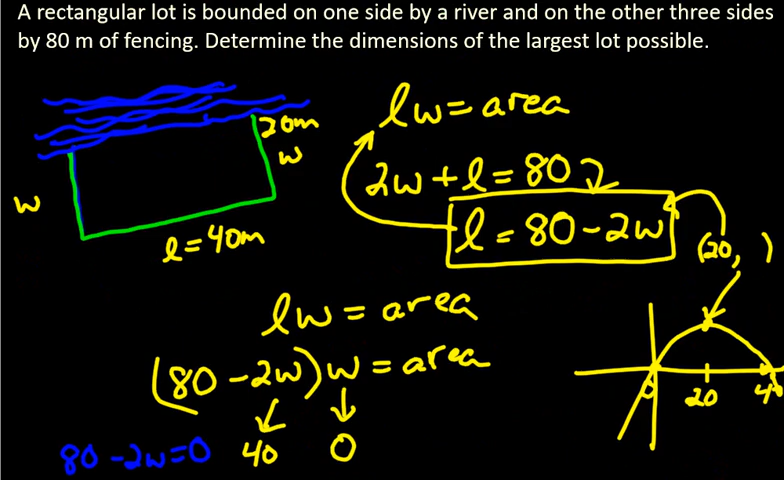 A rectangular lot is bounded on one side by a river and on the other three sides
by 80 m of fencing. Determine the dimensions of the largest lot possible.
lw = area
20m
w
w
l = 40m
2w + l = 80
l = 80 - 2w
(20, )
lw = area
(80 - 2w) w = area
0
20
40
80 - 2w = 0
40
0